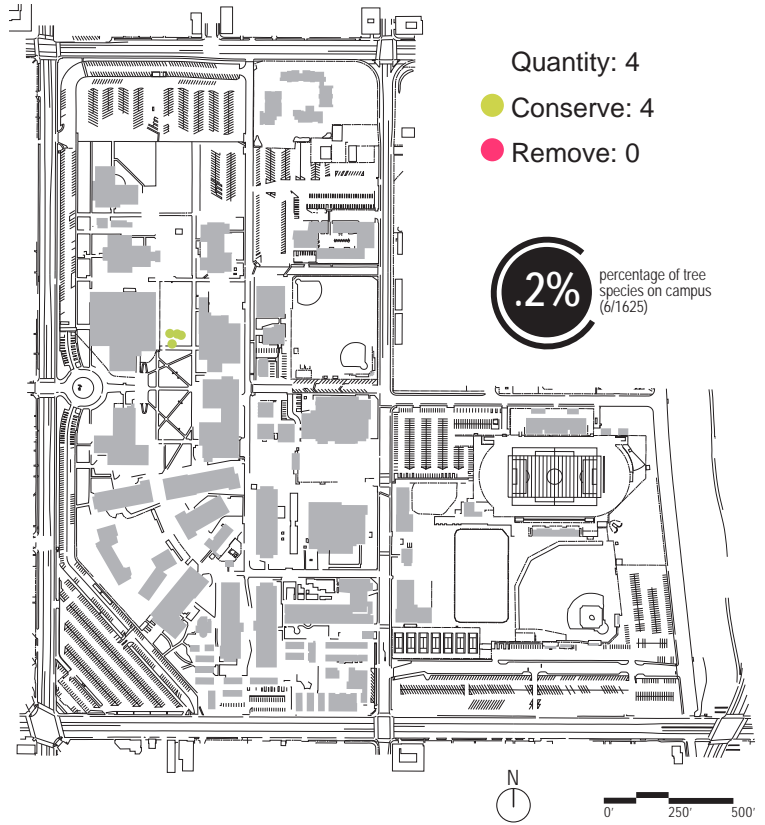 Quantity: 4
Conserve: 4
Remove: 0
.2%
percentage of tree
species on campus
(6/1625)
N
0' 250' 500'